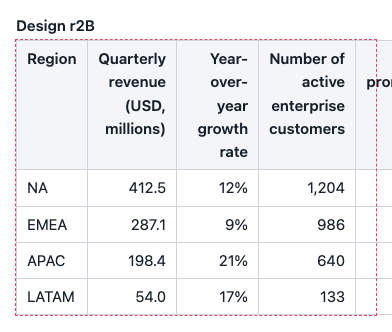 Design r2B
Region Quarterly Year- Number of
revenue over- active
(USD, year enterprise
millions) growth customers
rate
NA 412.5 12% 1,204
EMEA 287.1 9% 986
APAC 198.4 21% 640
LATAM 54.0 17% 133